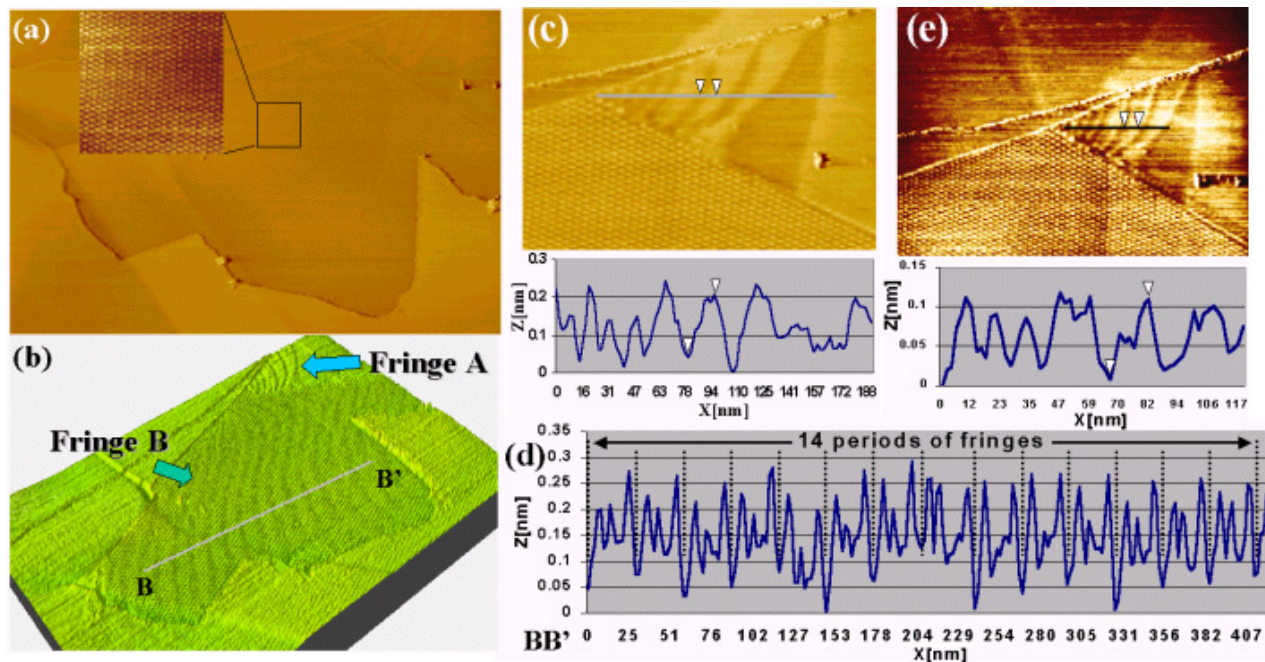 (a)
(b)
Fringe A
Fringe B
B'
B
(c)
0.3
0.2
0.1
0
Z[nm]
0 16 31 47 63 78 94 110 125 141 157 172 188
X[nm]
(e)
0.15
0.1
0.05
0
Z[nm]
0 12 23 35 47 59 70 82 94 106 117
X[nm]
(d)
14 periods of fringes
0.35
0.3
0.25
0.2
0.15
0.1
0.05
0
Z[nm]
BB'
0 25 51 76 102 127 153 178 204 229 254 280 305 331 356 382 407
X[nm]